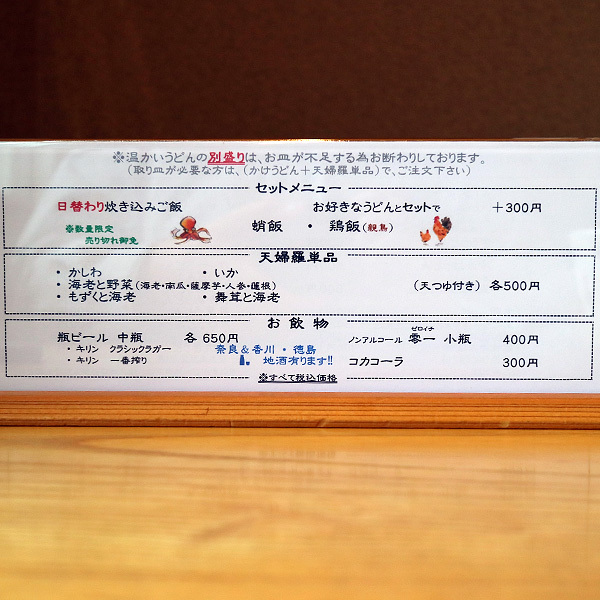 ※温かいうどんの別盛りは、お皿が不足する為お断わりしております。
(取り皿が必要な方は、(かけうどん＋天婦羅単品)で、ご注文下さい)
セットメニュー
日替わり炊き込みご飯 お好きなうどんとセットで ＋300円
※数量限定 蛸飯 ・ 鶏飯(親鳥)
売り切れ御免
天婦羅単品
・ かしわ ・ いか
・ 海老と野菜(海老・南瓜・薩摩芋・人参・蓮根) (天つゆ付き) 各500円
・ もずくと海老 ・ 舞茸と海老
お飲物
瓶ビール 中瓶 各 650円 ノンアルコール 零一 小瓶 400円
ゼロイチ
・ キリン クラシックラガー 奈良＆香川 ・ 徳島
・ キリン 一番搾り 地酒有ります!! コカコーラ 300円
※すべて税込価格